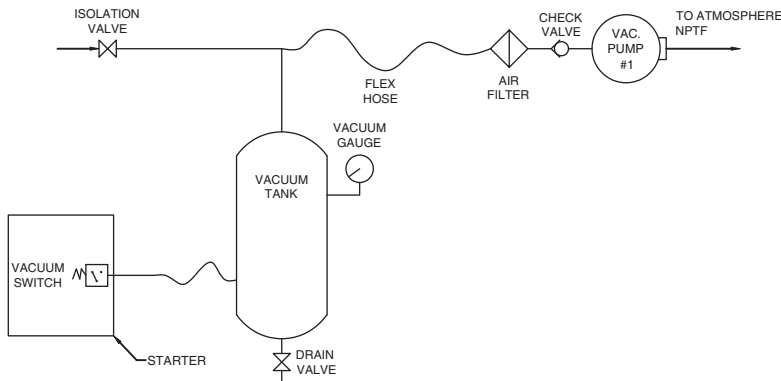 ISOLATION
VALVE
FLEX
HOSE
AIR
FILTER
CHECK
VALVE
VAC.
PUMP
#1
TO ATMOSPHERE
NPTF
VACUUM
GAUGE
VACUUM
TANK
VACUUM
SWITCH
STARTER
DRAIN
VALVE